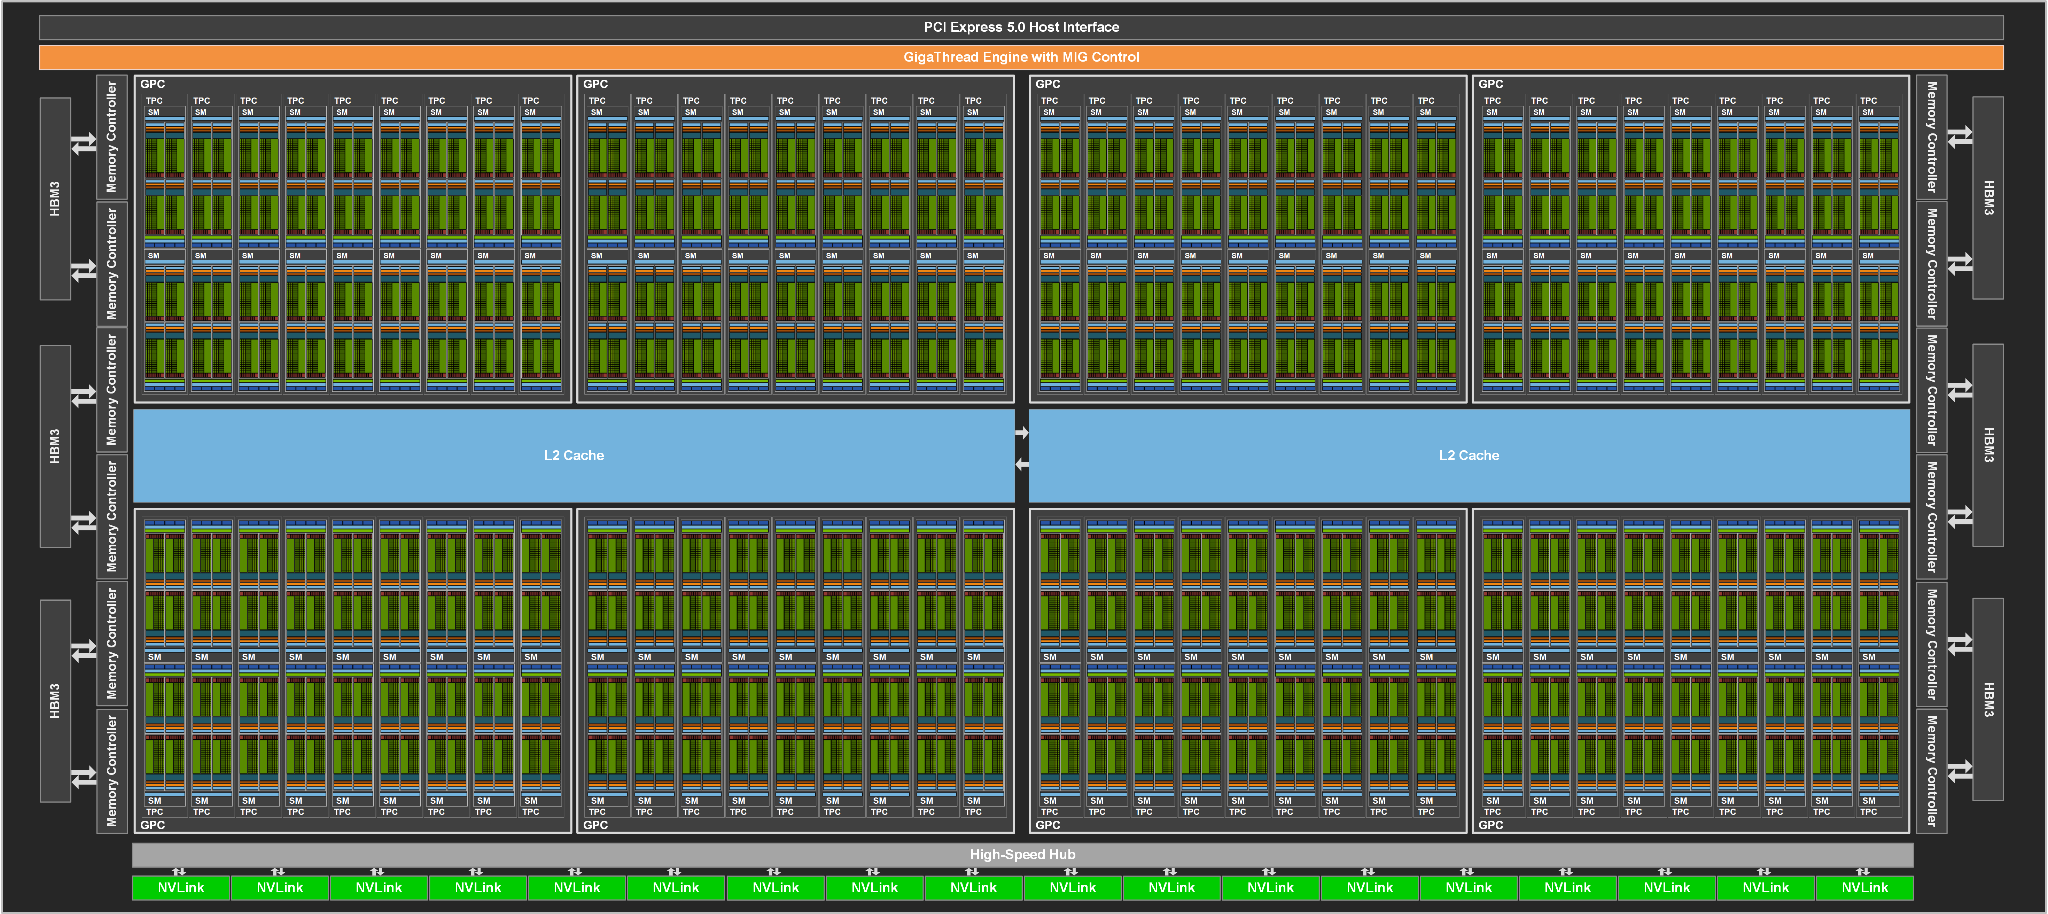 PCI Express 5.0 Host Interface
GigaThread Engine with MIG Control
GPC GPC GPC GPC
TPC TPC TPC TPC TPC TPC TPC TPC TPC TPC TPC TPC TPC TPC TPC TPC TPC TPC TPC TPC TPC TPC TPC TPC TPC TPC TPC TPC TPC TPC TPC TPC TPC TPC TPC TPC
SM SM SM SM SM SM SM SM SM SM SM SM SM SM SM SM SM SM SM SM SM SM SM SM SM SM SM SM SM SM SM SM SM SM SM SM
SM SM SM SM SM SM SM SM SM SM SM SM SM SM SM SM SM SM SM SM SM SM SM SM SM SM SM SM SM SM SM SM SM SM SM SM
L2 Cache L2 Cache
SM SM SM SM SM SM SM SM SM SM SM SM SM SM SM SM SM SM SM SM SM SM SM SM SM SM SM SM SM SM SM SM SM SM SM SM
SM SM SM SM SM SM SM SM SM SM SM SM SM SM SM SM SM SM SM SM SM SM SM SM SM SM SM SM SM SM SM SM SM SM SM SM
TPC TPC TPC TPC TPC TPC TPC TPC TPC TPC TPC TPC TPC TPC TPC TPC TPC TPC TPC TPC TPC TPC TPC TPC TPC TPC TPC TPC TPC TPC TPC TPC TPC TPC TPC TPC
GPC GPC GPC GPC
HBM3
HBM3
HBM3
Memory Controller
Memory Controller
Memory Controller
Memory Controller
Memory Controller
Memory Controller
Memory Controller
Memory Controller
Memory Controller
Memory Controller
Memory Controller
Memory Controller
HBM3
HBM3
HBM3
High-Speed Hub
NVLink NVLink NVLink NVLink NVLink NVLink NVLink NVLink NVLink NVLink NVLink NVLink NVLink NVLink NVLink NVLink NVLink NVLink